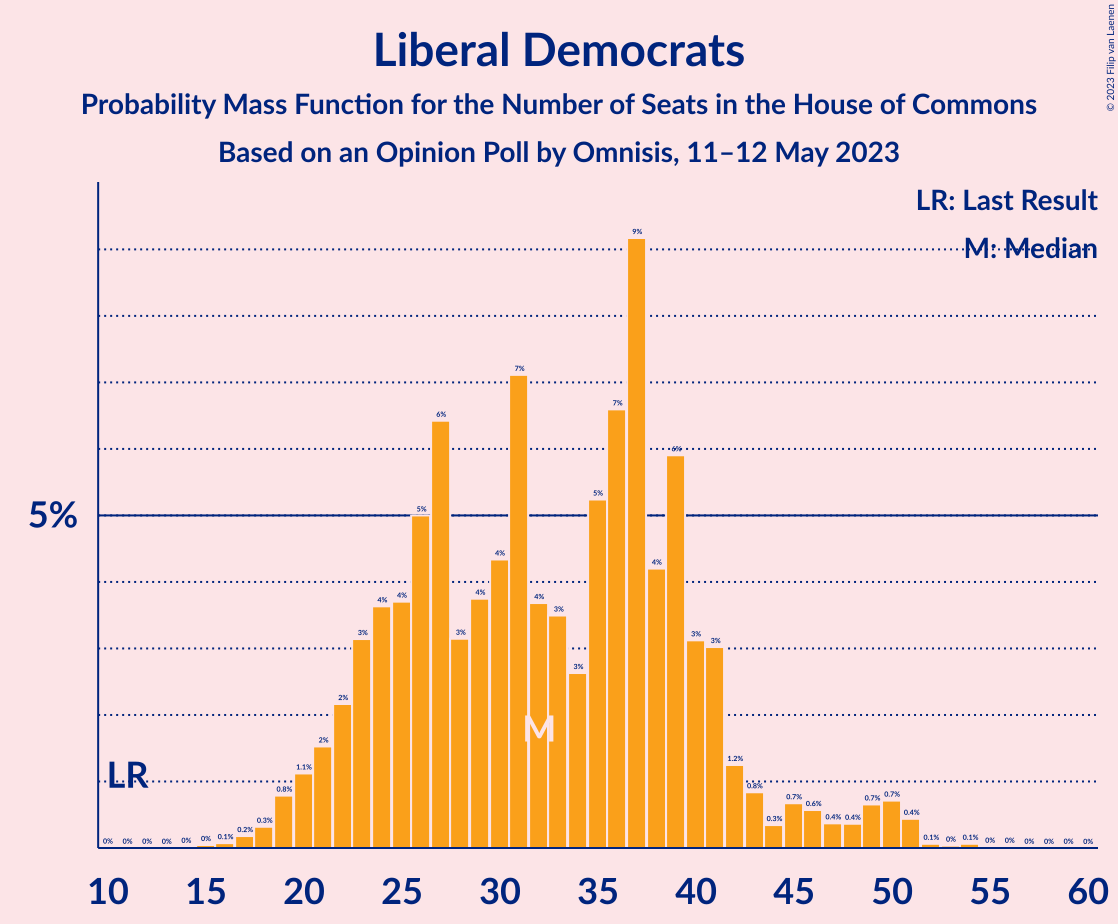 Liberal Democrats
Probability Mass Function for the Number of Seats in the House of Commons
Based on an Opinion Poll by Omnisis, 11–12 May 2023
© 2023 Filip van Laenen
LR: Last Result
M: Median
5%
LR
M
0% 0% 0% 0% 0% 0% 0.1% 0.2% 0.3% 0.8% 1.1% 2% 2% 3% 4% 4% 5% 6% 3% 4% 4% 7% 4% 3% 3% 5% 7% 9% 4% 6% 3% 3% 1.2% 0.8% 0.3% 0.7% 0.6% 0.4% 0.4% 0.7% 0.7% 0.4% 0.1% 0% 0.1% 0% 0% 0% 0% 0% 0%
10 15 20 25 30 35 40 45 50 55 60